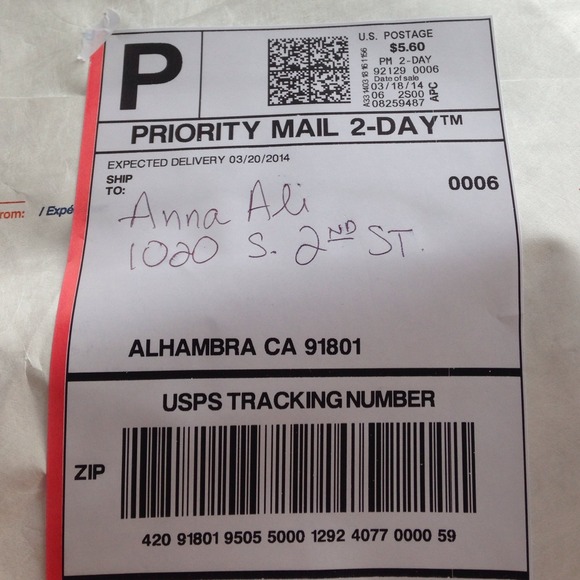 P
U.S. POSTAGE
$5.60
PM 2-DAY
92129 0006
Date of sale
03/18/14
06 2S00
08259487
APC
PRIORITY MAIL 2-DAY™
EXPECTED DELIVERY 03/20/2014
SHIP
TO:
0006
Anna Ali
1020 S. 2ND ST.
rom: / Expé
ALHAMBRA CA 91801
USPS TRACKING NUMBER
ZIP
420 91801 9505 5000 1292 4077 0000 59